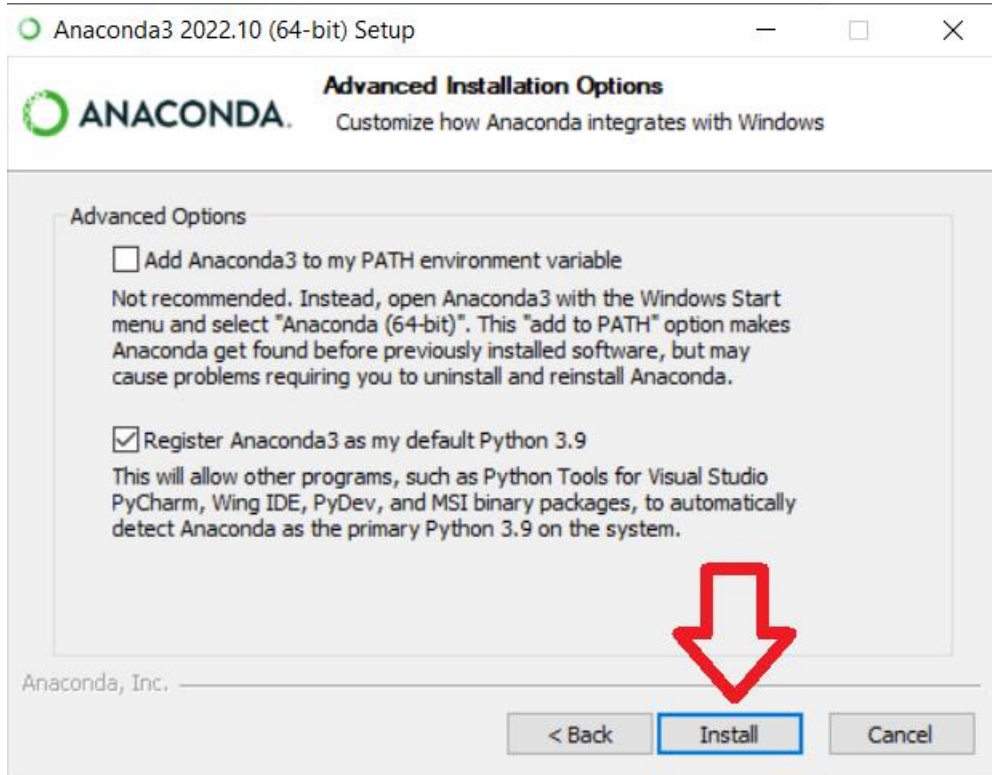 Anaconda3 2022.10 (64-bit) Setup
ANACONDA.
Advanced Installation Options
Customize how Anaconda integrates with Windows
Advanced Options
Add Anaconda3 to my PATH environment variable
Not recommended. Instead, open Anaconda3 with the Windows Start
menu and select "Anaconda (64-bit)". This "add to PATH" option makes
Anaconda get found before previously installed software, but may
cause problems requiring you to uninstall and reinstall Anaconda.
Register Anaconda3 as my default Python 3.9
This will allow other programs, such as Python Tools for Visual Studio
PyCharm, Wing IDE, PyDev, and MSI binary packages, to automatically
detect Anaconda as the primary Python 3.9 on the system.
Anaconda, Inc.
< Back Install Cancel